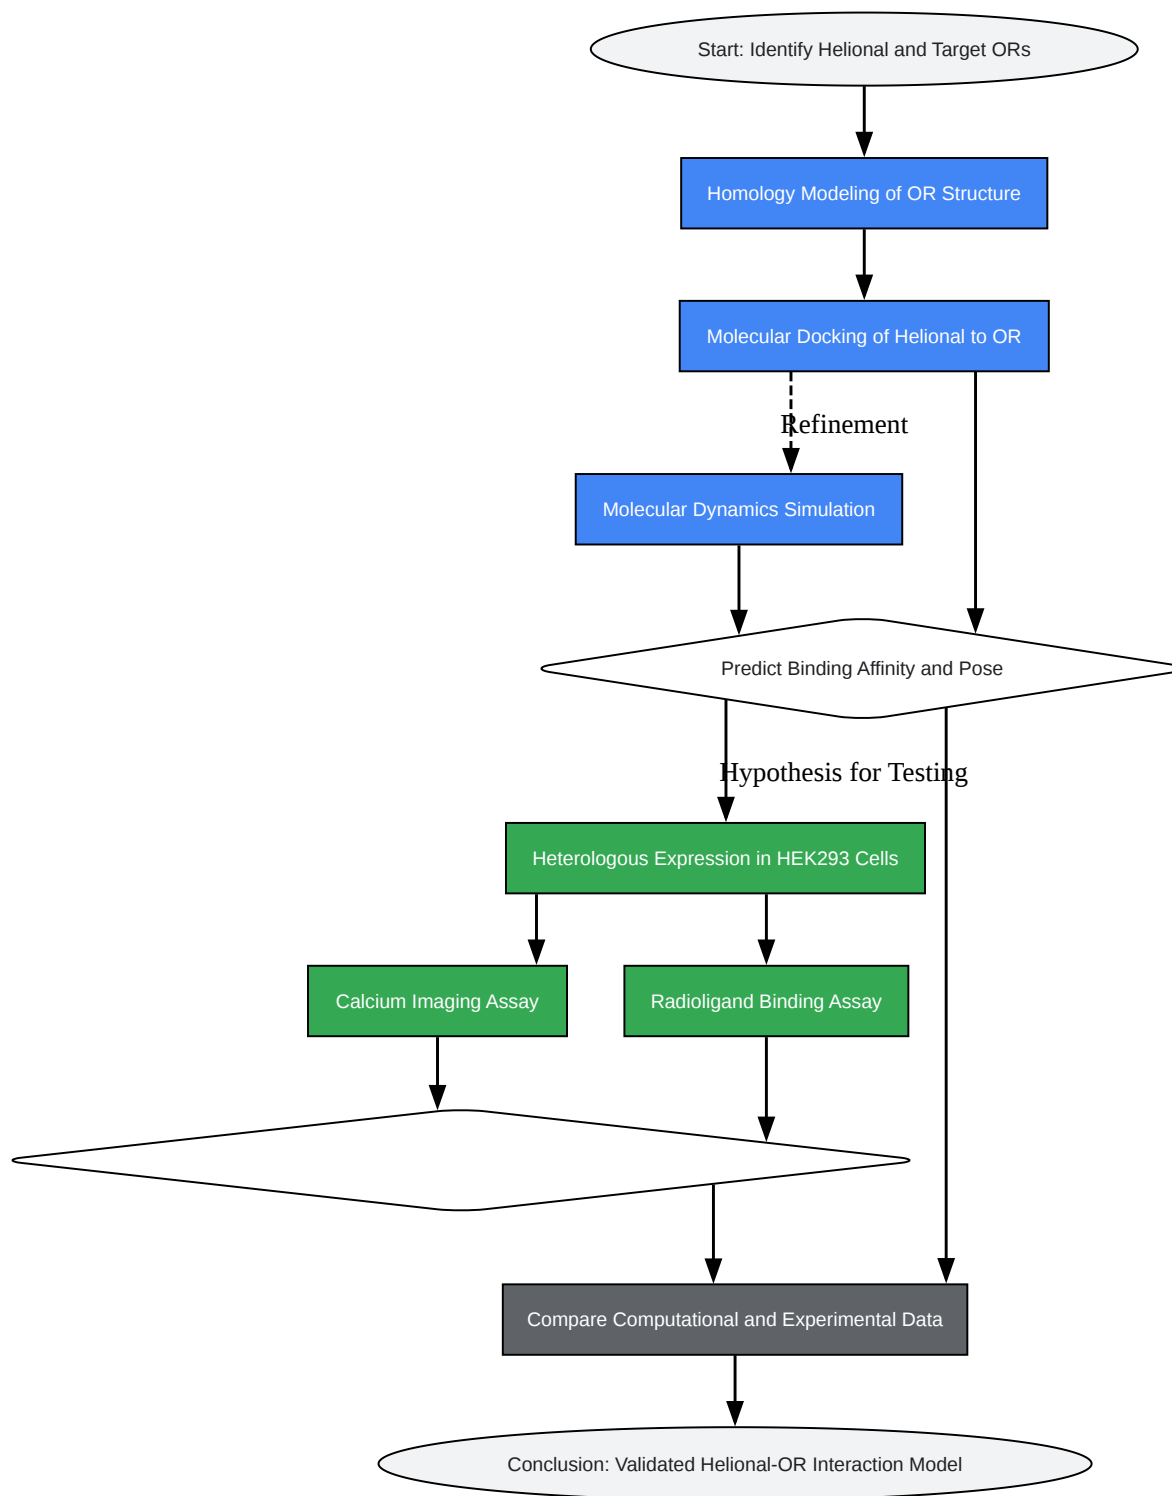 Start: Identify Helional and Target ORs
Homology Modeling of OR Structure
Molecular Docking of Helional to OR
Refinement
Molecular Dynamics Simulation
Predict Binding Affinity and Pose
Hypothesis for Testing
Heterologous Expression in HEK293 Cells
Calcium Imaging Assay
Radioligand Binding Assay
Compare Computational and Experimental Data
Conclusion: Validated Helional-OR Interaction Model